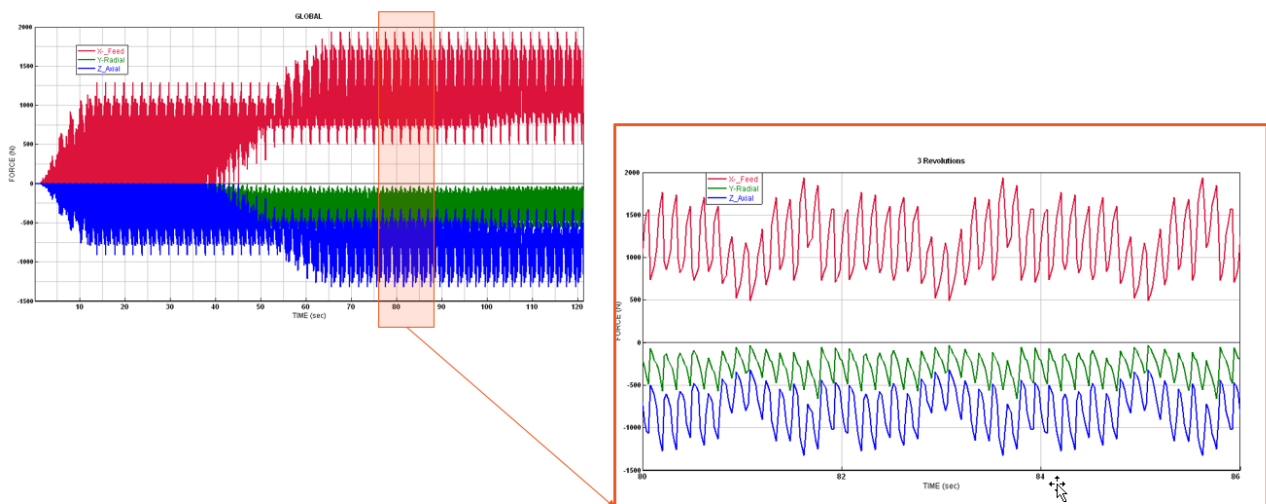 GLOBAL
2000
1500
1000
500
0
-500
-1000
-1500
FORCE (N)
X-_Feed
Y-Radial
Z_Axial
10
20
30
40
50
60
70
80
90
100
110
120
TIME (sec)
3 Revolutions
2000
1500
1000
500
0
-500
-1000
-1500
FORCE (N)
X-_Feed
Y-Radial
Z_Axial
80
82
84
86
TIME (sec)